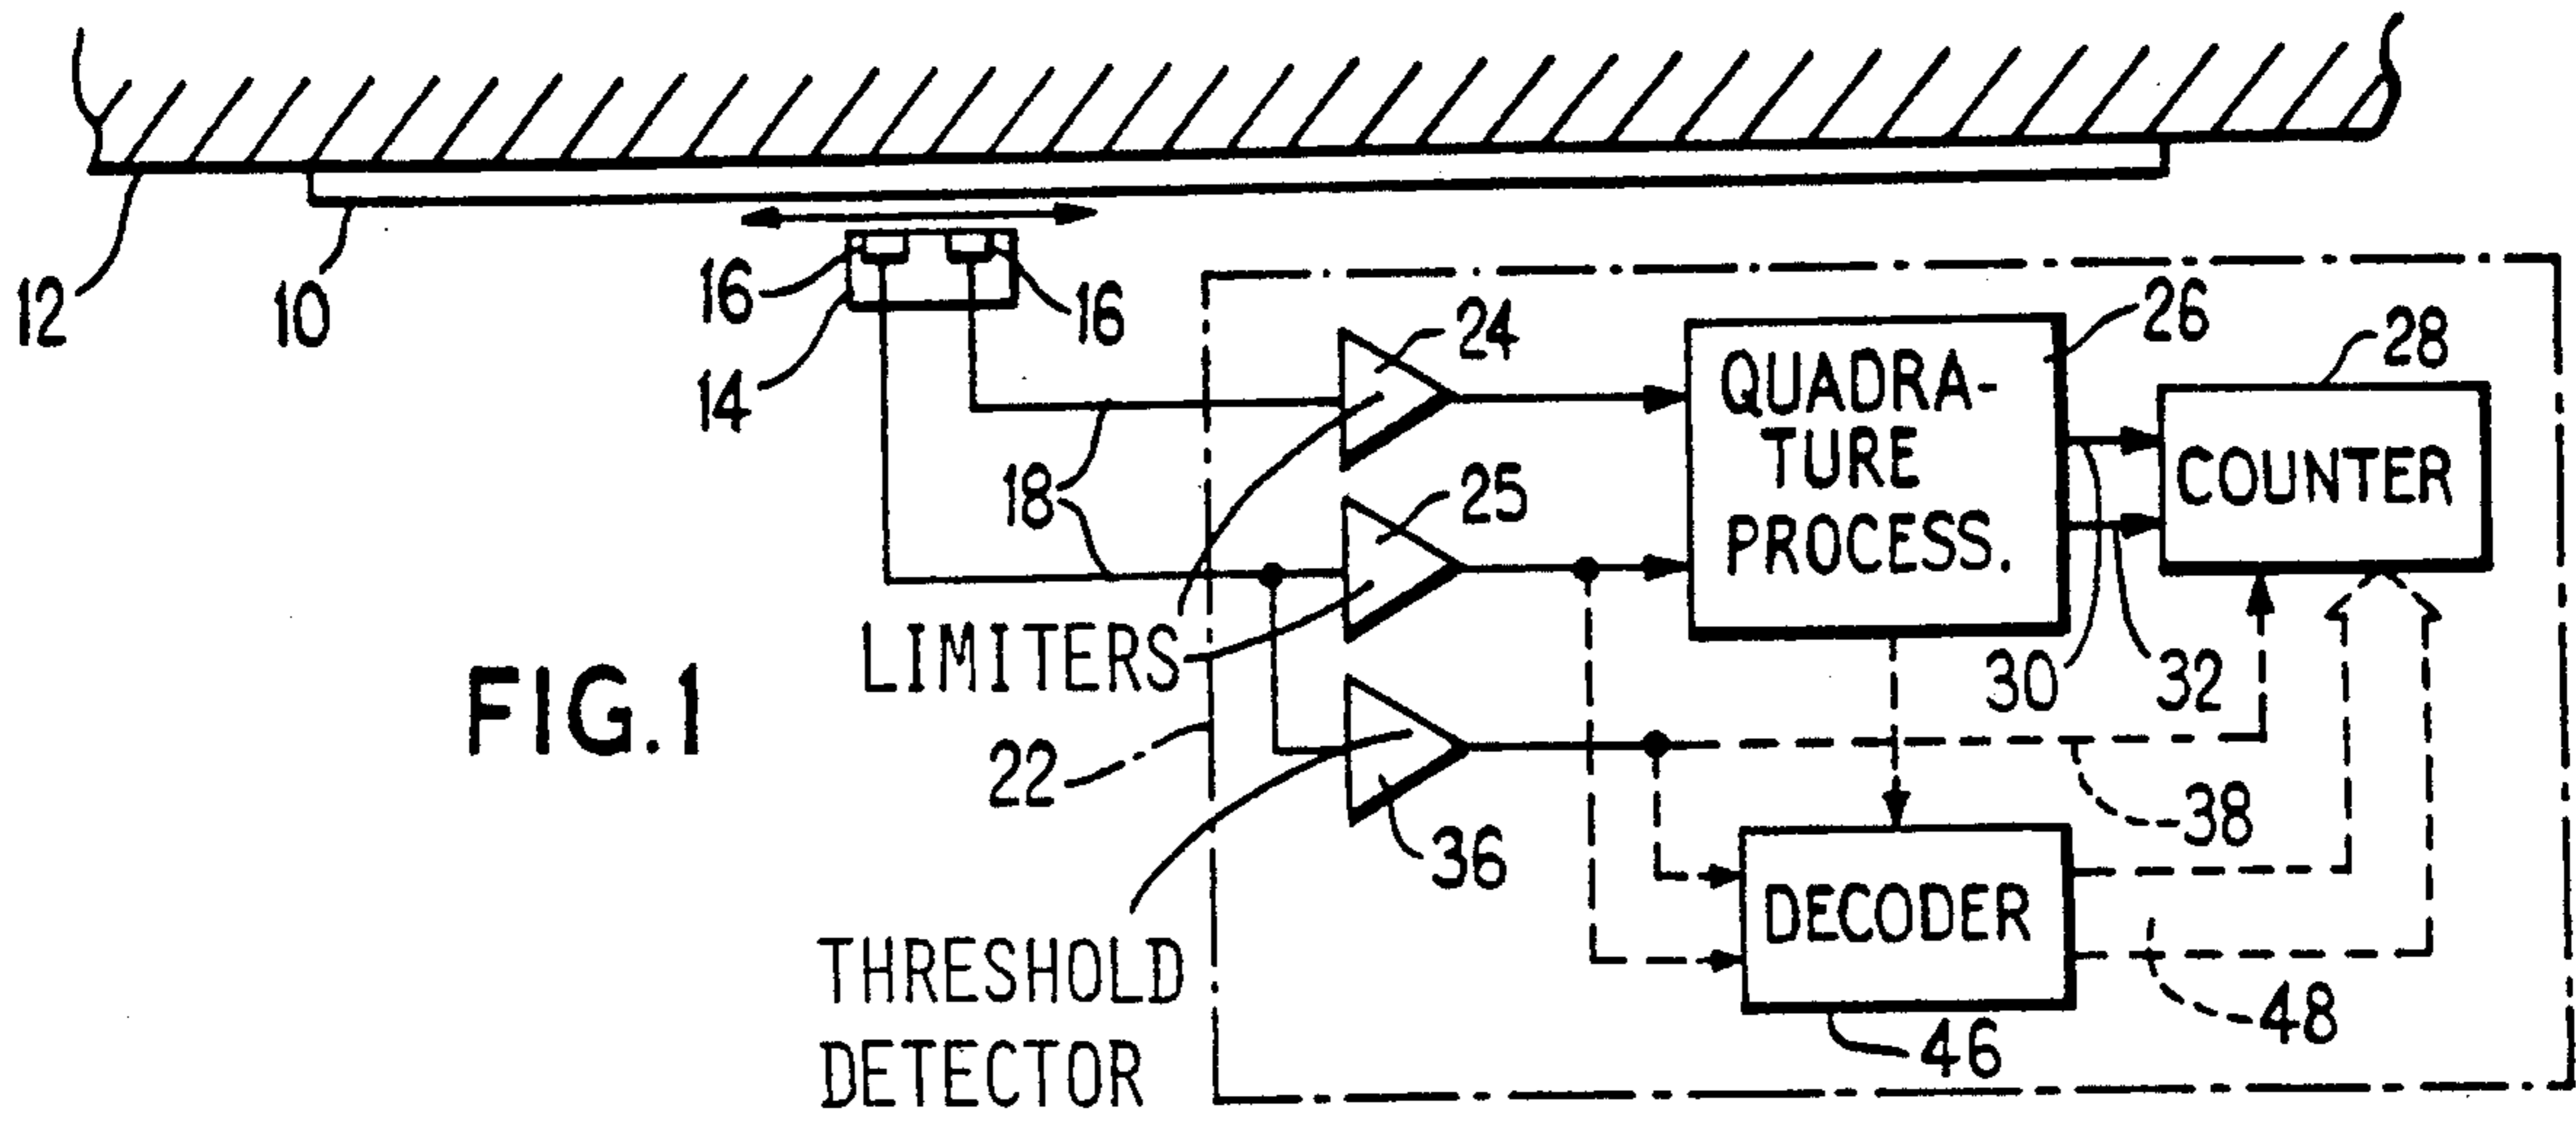 12
10
16
14
16
18
24
25
26
28
QUADRA-
TURE
PROCESS.
COUNTER
30
32
LIMITERS
FIG.1
22
36
38
THRESHOLD
DETECTOR
DECODER
46
48